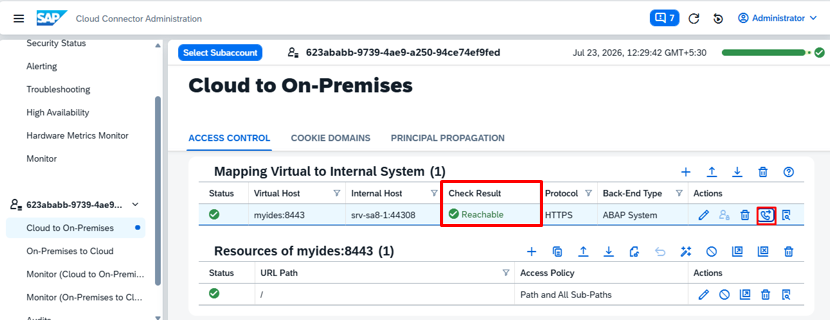 SAP
Cloud Connector Administration
7
Administrator
Security Status
Alerting
Troubleshooting
High Availability
Hardware Metrics Monitor
Monitor
623ababb-9739-4ae9...
Cloud to On-Premises
On-Premises to Cloud
Monitor (Cloud to On-Premi...
Monitor (On-Premises to Cl...
Audits
Select Subaccount
623ababb-9739-4ae9-a250-94ce74ef9fed
Jul 23, 2026, 12:29:42 GMT+5:30
Cloud to On-Premises
ACCESS CONTROL COOKIE DOMAINS PRINCIPAL PROPAGATION
Mapping Virtual to Internal System (1)
Status Virtual Host Internal Host Check Result Protocol Back-End Type Actions
myides:8443 srv-sa8-1:44308 Reachable HTTPS ABAP System
Resources of myides:8443 (1)
Status URL Path Access Policy Actions
/ Path and All Sub-Paths